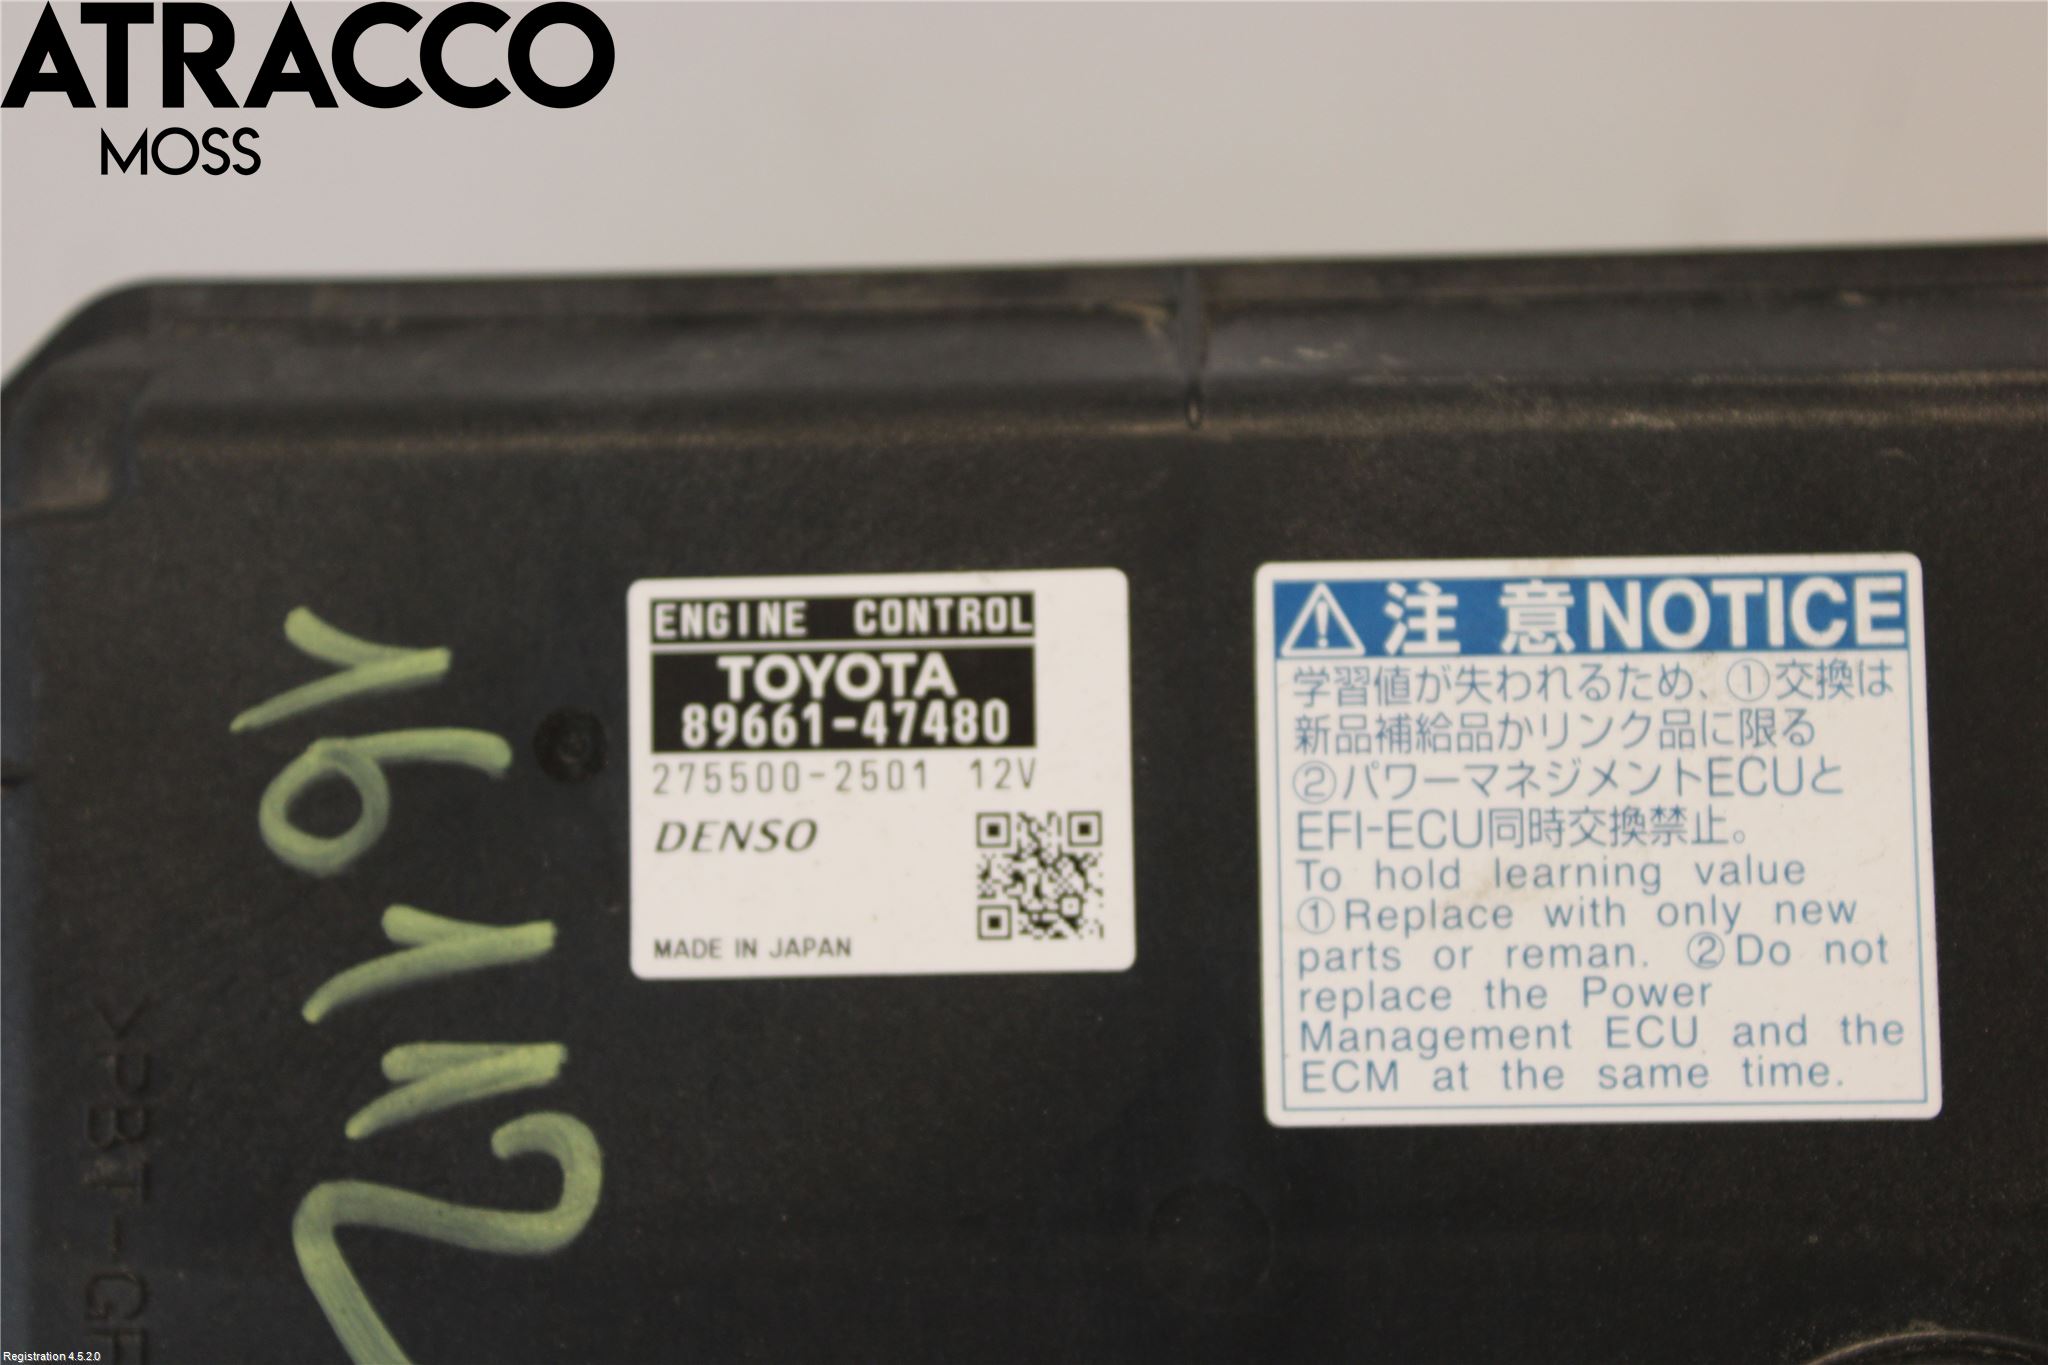 ATRACCO
MOSS
ENGINE CONTROL
TOYOTA
89661-47480
275500-2501 12V
DENSO
MADE IN JAPAN
注意NOTICE
学習値が失われるため、①交換は
新品補給品かリンク品に限る
②パワーマネジメントECUと
EFI-ECU同時交換禁止。
To hold learning value
①Replace with only new
parts or reman. ②Do not
replace the Power
Management ECU and the
ECM at the same time.
>PBT-GF
Registration 4.5.2.0